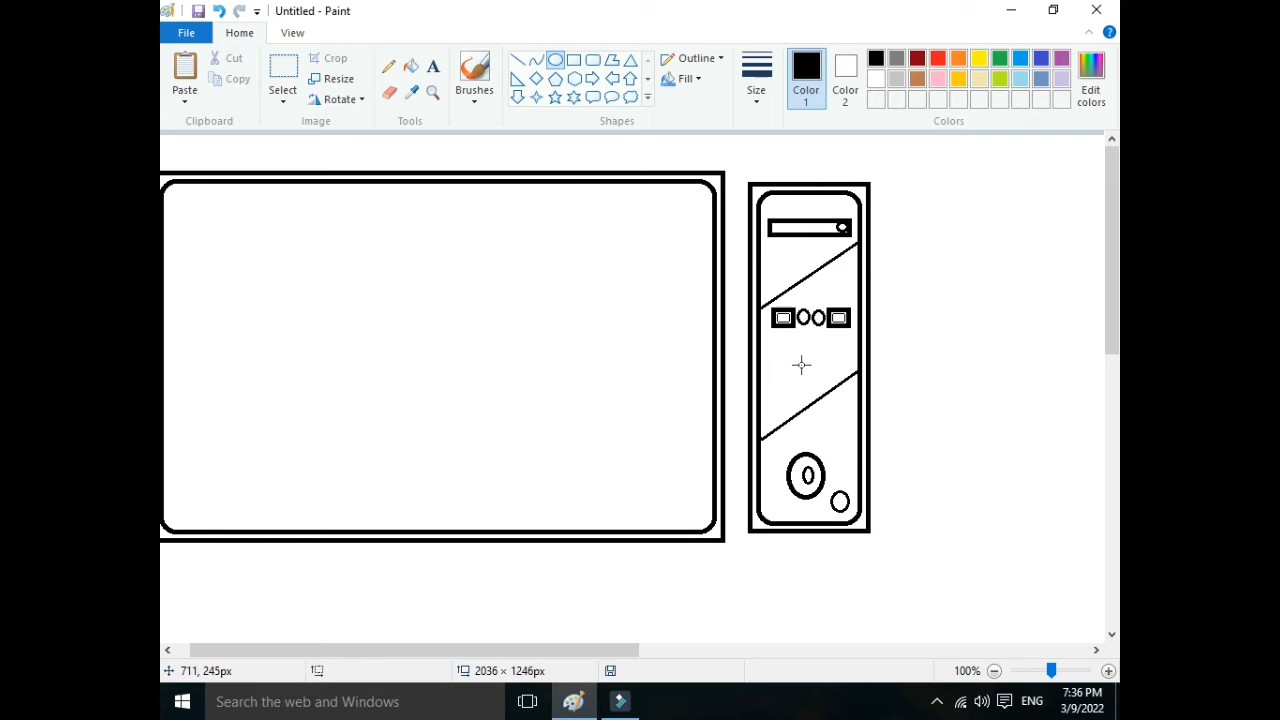 Untitled - Paint
File Home View
Paste
Cut
Copy
Clipboard
Select
Crop
Resize
Rotate
Image
Tools
Brushes
Outline
Fill
Shapes
Size
Color 1
Color 2
Edit colors
Colors
711, 245px
2036 × 1246px
100%
Search the web and Windows
ENG
7:36 PM
3/9/2022